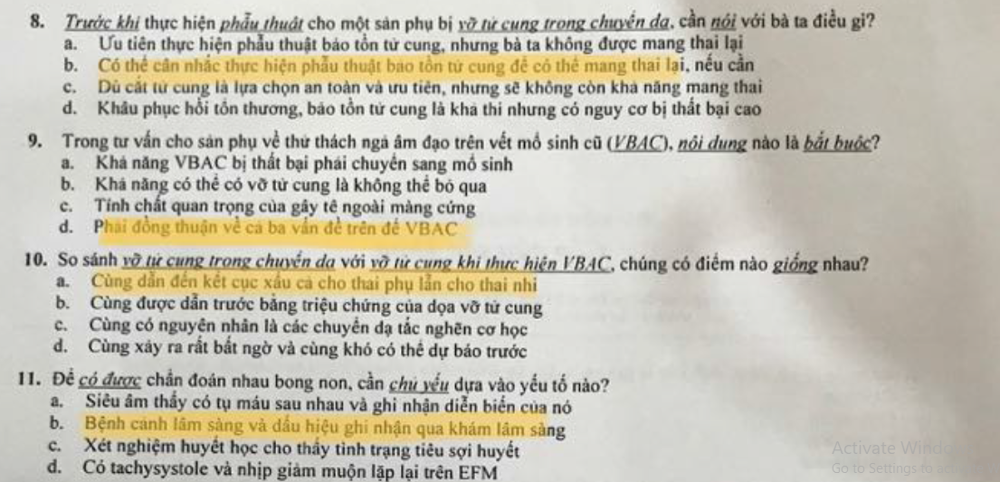 8. Trước khi thực hiện phẫu thuật cho một sản phụ bị vỡ tử cung trong chuyển dạ, cần nói với bà ta điều gì?
a. Ưu tiên thực hiện phẫu thuật bảo tồn tử cung, nhưng bà ta không được mang thai lại
b. Có thể cân nhắc thực hiện phẫu thuật bảo tồn tử cung để có thể mang thai lại, nếu cần
c. Dù cắt tử cung là lựa chọn an toàn và ưu tiên, nhưng sẽ không còn khả năng mang thai
d. Khâu phục hồi tổn thương, bảo tồn tử cung là khả thi nhưng có nguy cơ bị thất bại cao
9. Trong tư vấn cho sản phụ về thử thách ngả âm đạo trên vết mổ sinh cũ (VBAC), nội dung nào là bắt buộc?
a. Khả năng VBAC bị thất bại phải chuyển sang mổ sinh
b. Khả năng có thể có vỡ tử cung là không thể bỏ qua
c. Tính chất quan trọng của gây tê ngoài màng cứng
d. Phải đồng thuận về cả ba vấn đề trên để VBAC
10. So sánh vỡ tử cung trong chuyển dạ với vỡ tử cung khi thực hiện VBAC, chúng có điểm nào giống nhau?
a. Cùng dẫn đến kết cục xấu cả cho thai phụ lẫn cho thai nhi
b. Cùng được dẫn trước bằng triệu chứng của dọa vỡ tử cung
c. Cùng có nguyên nhân là các chuyển dạ tắc nghẽn cơ học
d. Cùng xảy ra rất bất ngờ và cùng khó có thể dự báo trước
11. Để có được chẩn đoán nhau bong non, cần chủ yếu dựa vào yếu tố nào?
a. Siêu âm thấy có tụ máu sau nhau và ghi nhận diễn biến của nó
b. Bệnh cảnh lâm sàng và dấu hiệu ghi nhận qua khám lâm sàng
c. Xét nghiệm huyết học cho thấy tình trạng tiêu sợi huyết
d. Có tachysystole và nhịp giảm muộn lặp lại trên EFM
Activate Windo
Go to Settings to